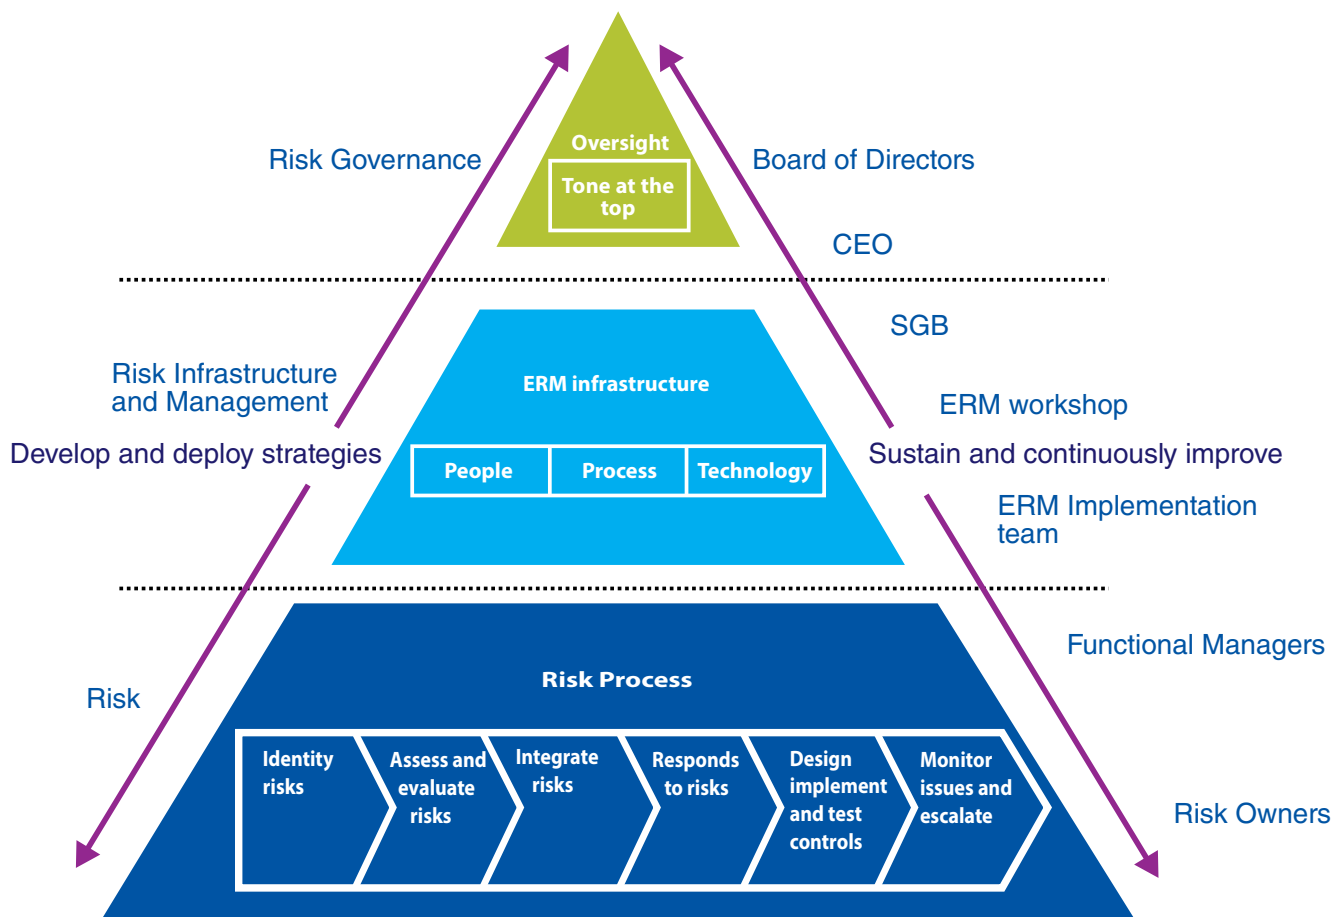 Oversight
Risk Governance
Board of Directors
Tone at the
top
CEO
SGB
Risk Infrastructure
and Management
ERM infrastructure
ERM workshop
Develop and deploy strategies
Sustain and continuously improve
People
Process
Technology
ERM Implementation
team
Functional Managers
Risk Process
Risk
Identity
risks
Assess and
evaluate
risks
Integrate
risks
Responds
to risks
Design
implement
and test
controls
Monitor
issues and
escalate
Risk Owners